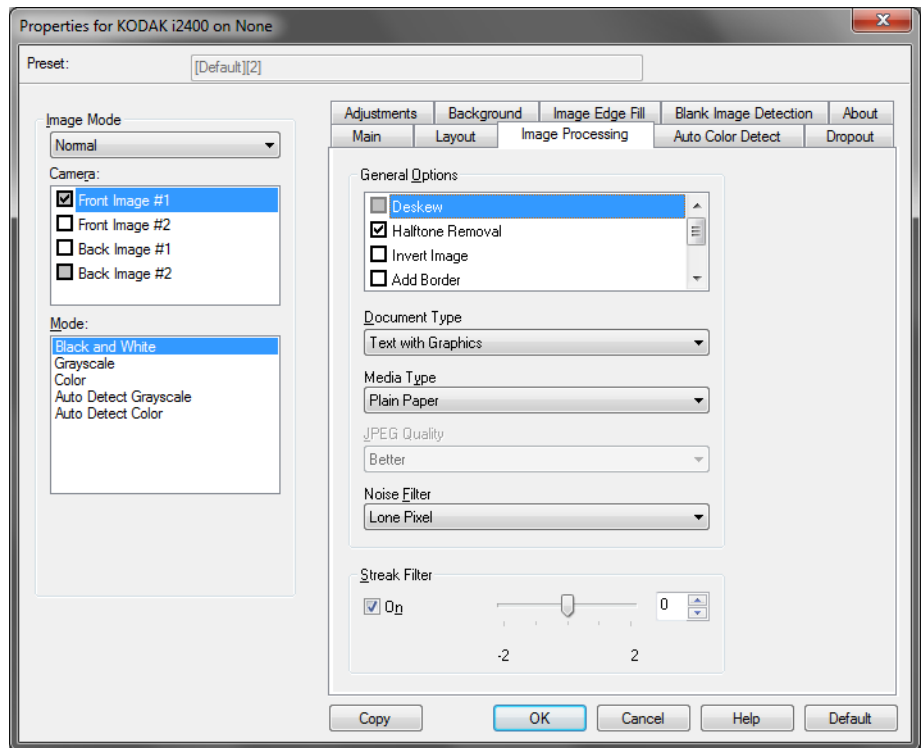 Properties for KODAK i2400 on None
x
Preset:
[Default][2]
Image Mode
Normal
Camera:
Front Image #1
Front Image #2
Back Image #1
Back Image #2
Mode:
Black and White
Grayscale
Color
Auto Detect Grayscale
Auto Detect Color
Adjustments
Background
Image Edge Fill
Blank Image Detection
About
Main
Layout
Image Processing
Auto Color Detect
Dropout
General Options
Deskew
Halftone Removal
Invert Image
Add Border
Document Type
Text with Graphics
Media Type
Plain Paper
JPEG Quality
Better
Noise Filter
Lone Pixel
Streak Filter
On
0
-2
2
Copy
OK
Cancel
Help
Default